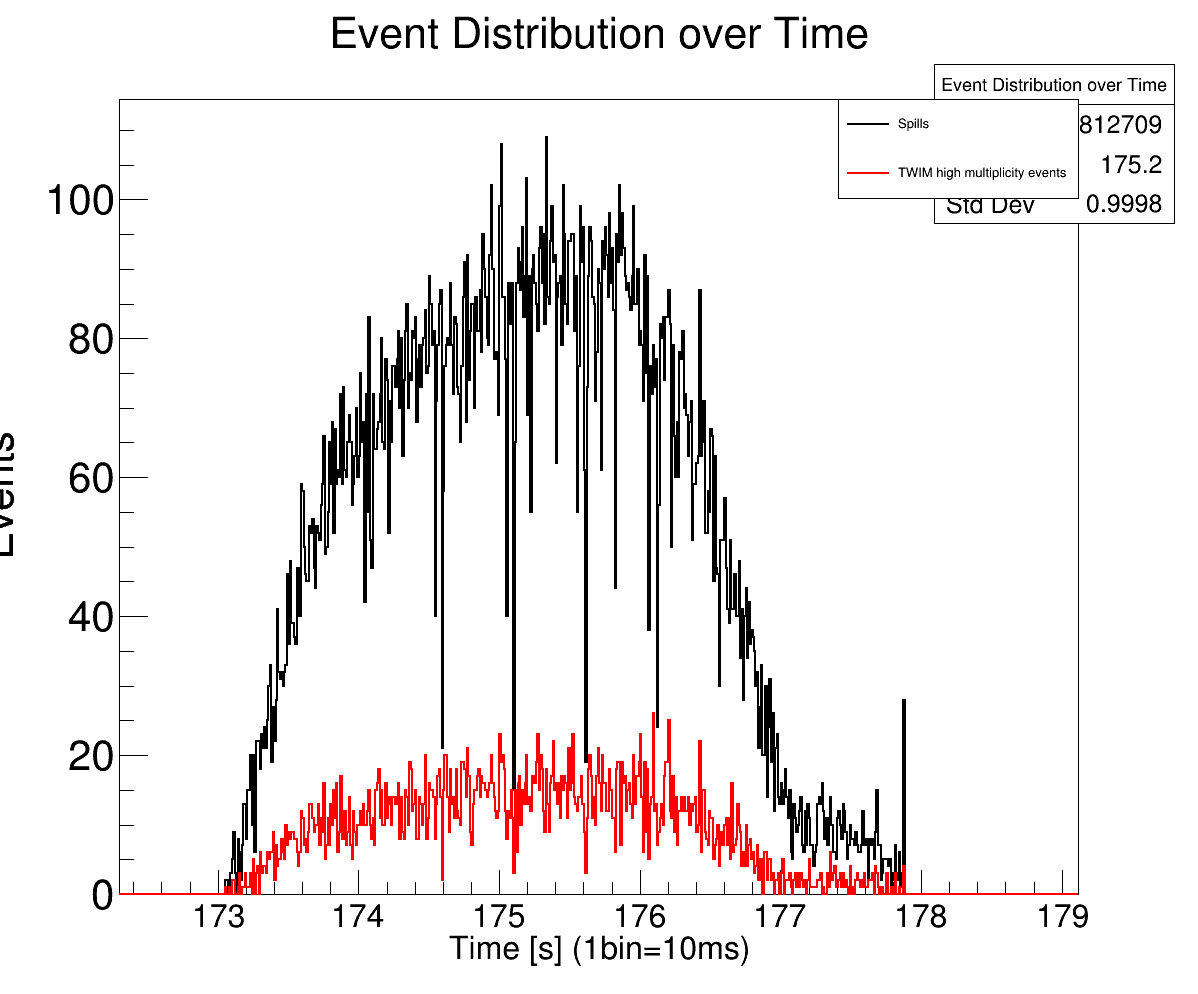 Event Distribution over Time
Event Distribution over Time
812709
175.2
Std Dev 0.9998
Spills
TWIM high multiplicity events
Events
100
80
60
40
20
0
173 174 175 176 177 178 179
Time [s] (1bin=10ms)